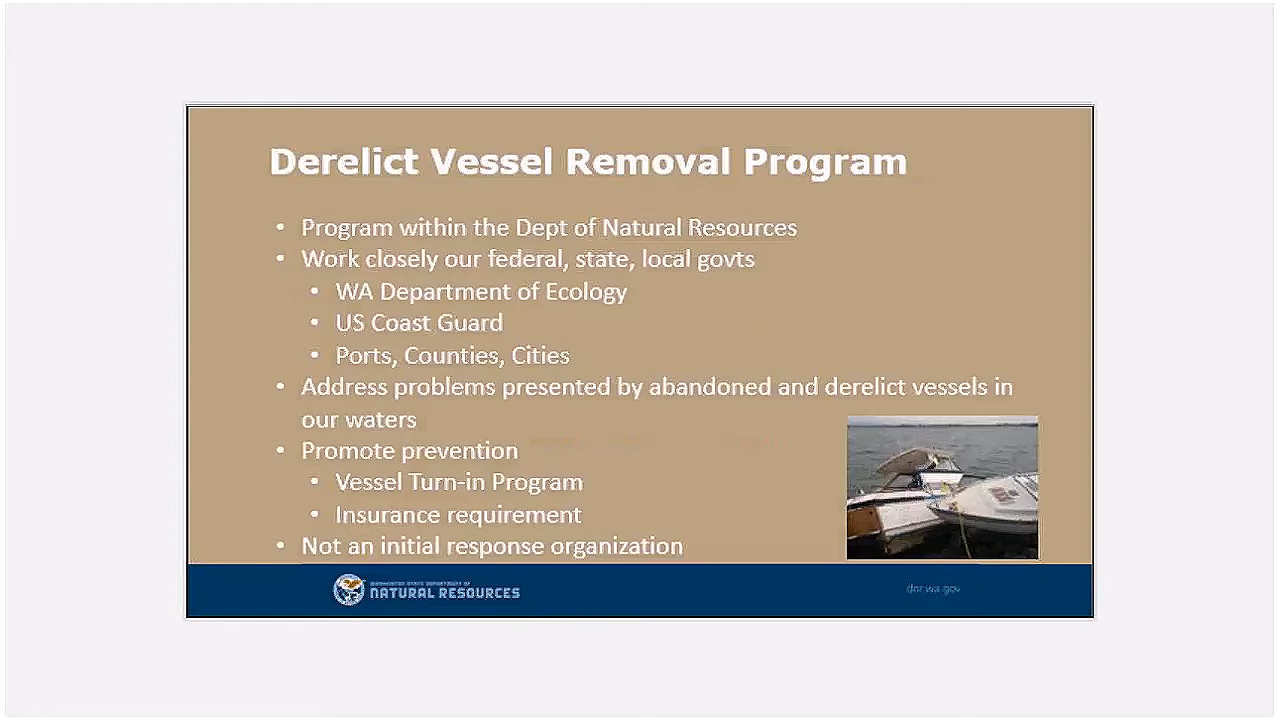 Derelict Vessel Removal Program
• Program within the Dept of Natural Resources
• Work closely our federal, state, local govts
• WA Department of Ecology
• US Coast Guard
• Ports, Counties, Cities
• Address problems presented by abandoned and derelict vessels in
our waters
• Promote prevention
• Vessel Turn-in Program
• Insurance requirement
• Not an initial response organization
WASHINGTON STATE DEPARTMENT OF
NATURAL RESOURCES
dnr.wa.gov